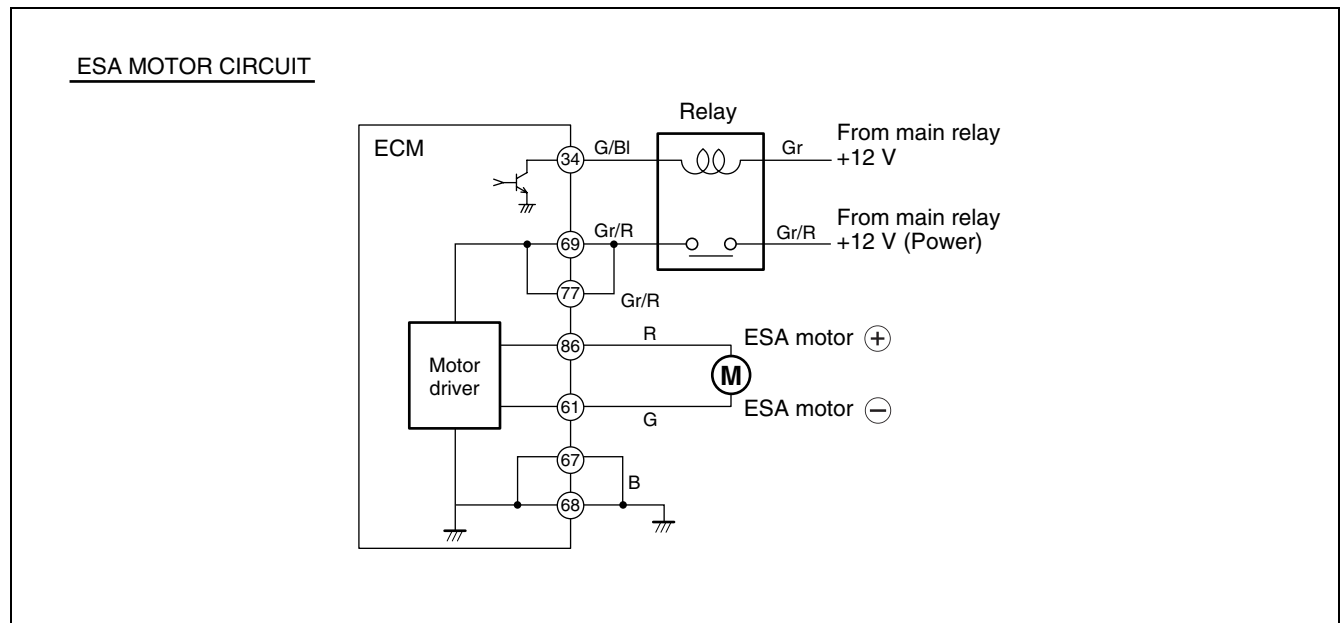 ESA MOTOR CIRCUIT
Relay
ECM
34
G/Bl
Gr
From main relay
+12 V
69
Gr/R
Gr/R
From main relay
+12 V (Power)
77
Gr/R
Motor
driver
86
R
ESA motor +
M
61
G
ESA motor −
67
B
68